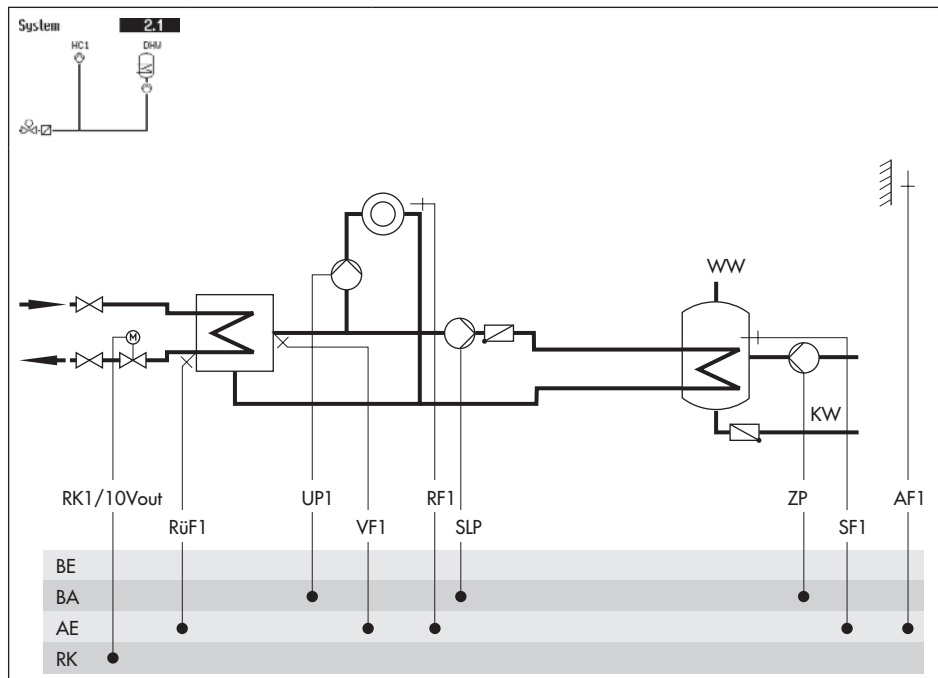 System 2.1
HC1 DHW
M
WW
KW
RK1/10Vout UP1 RF1 ZP AF1
RüF1 VF1 SLP SF1
BE
BA
AE
RK